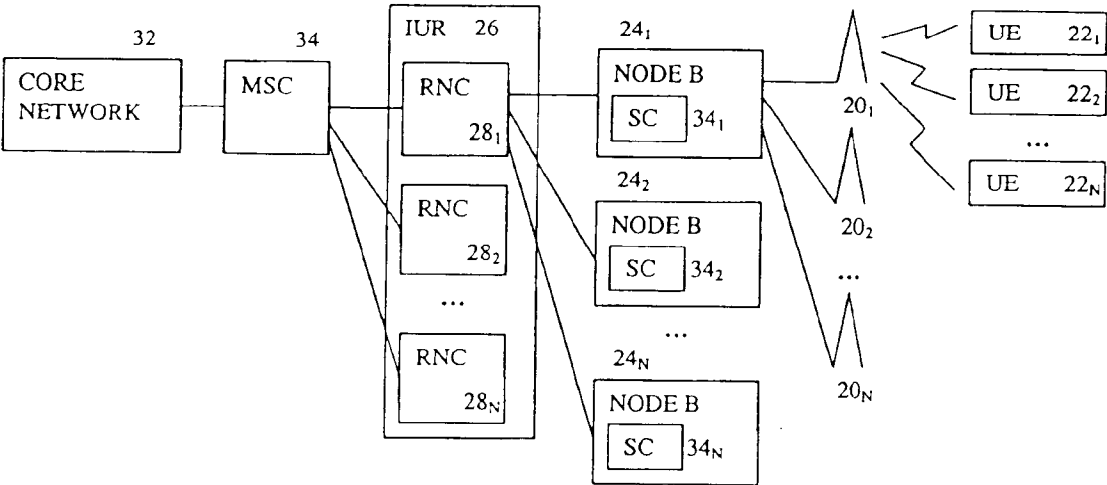 32
CORE
NETWORK
34
MSC
IUR 26
RNC
28₁
RNC
28₂
...
RNC
28N
24₁
NODE B
SC 34₁
24₂
NODE B
SC 34₂
...
24N
NODE B
SC 34N
20₁
20₂
...
20N
UE 22₁
UE 22₂
...
UE 22N